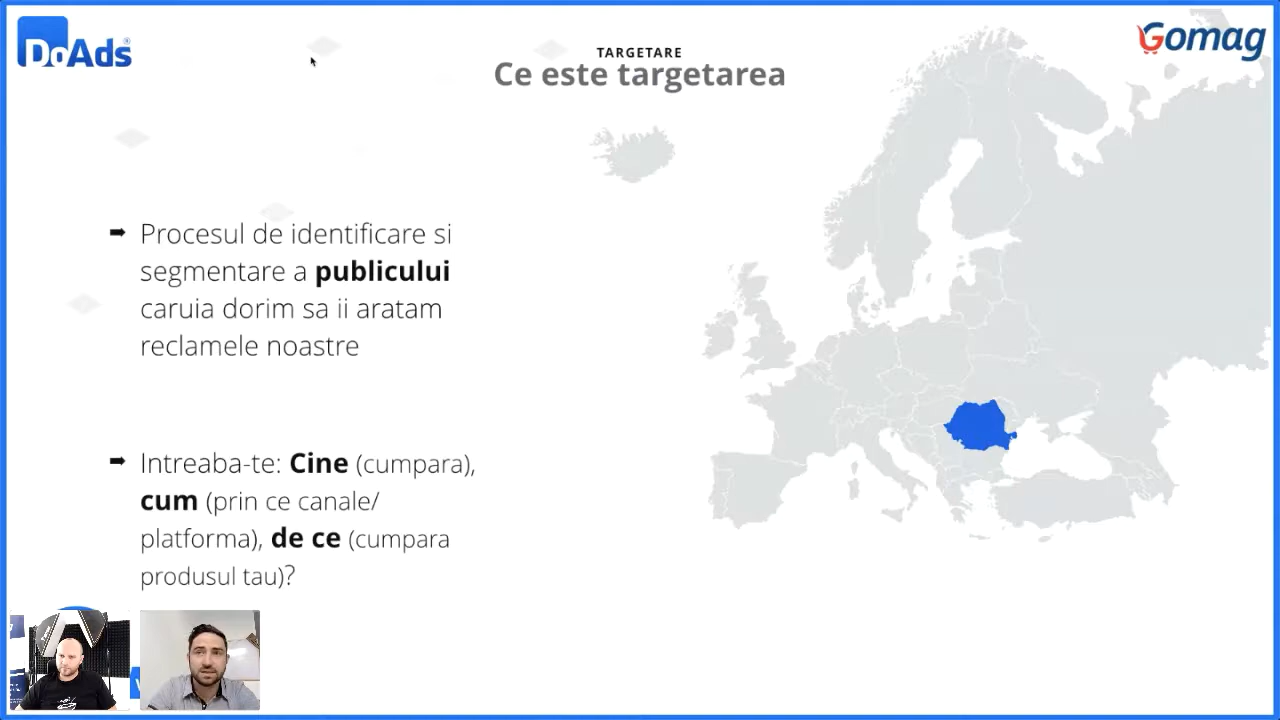 DoAds
TARGETARE
Gomag
Ce este targetarea
Procesul de identificare si
segmentare a publicului
caruia dorim sa ii aratam
reclamele noastre
Intreaba-te: Cine (cumpara),
cum (prin ce canale/
platforma), de ce (cumpara
produsul tau)?